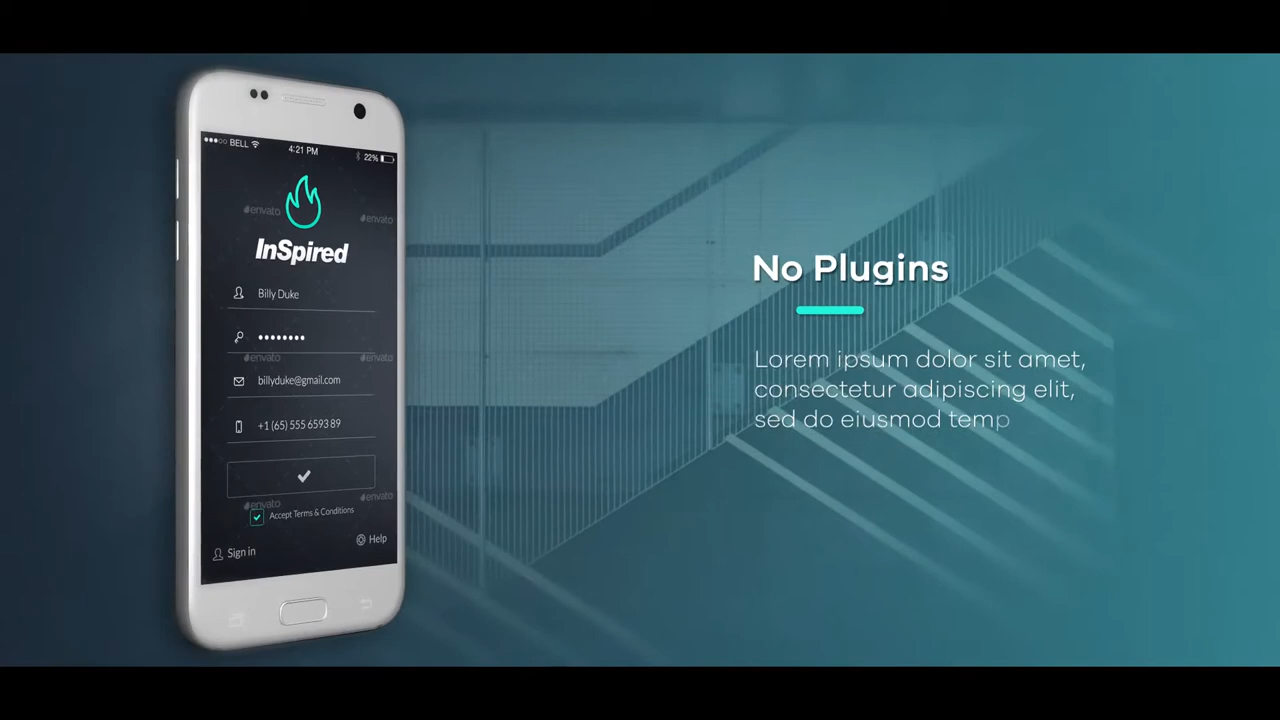 BELL
4:21 PM
22%
envato
envato
InSpired
Billy Duke
••••••••
envato
envato
billyduke@gmail.com
+1 (65) 555 6593 89
envato
envato
Accept Terms & Conditions
Help
Sign in
No Plugins
Lorem ipsum dolor sit amet,
consectetur adipiscing elit,
sed do eiusmod temp